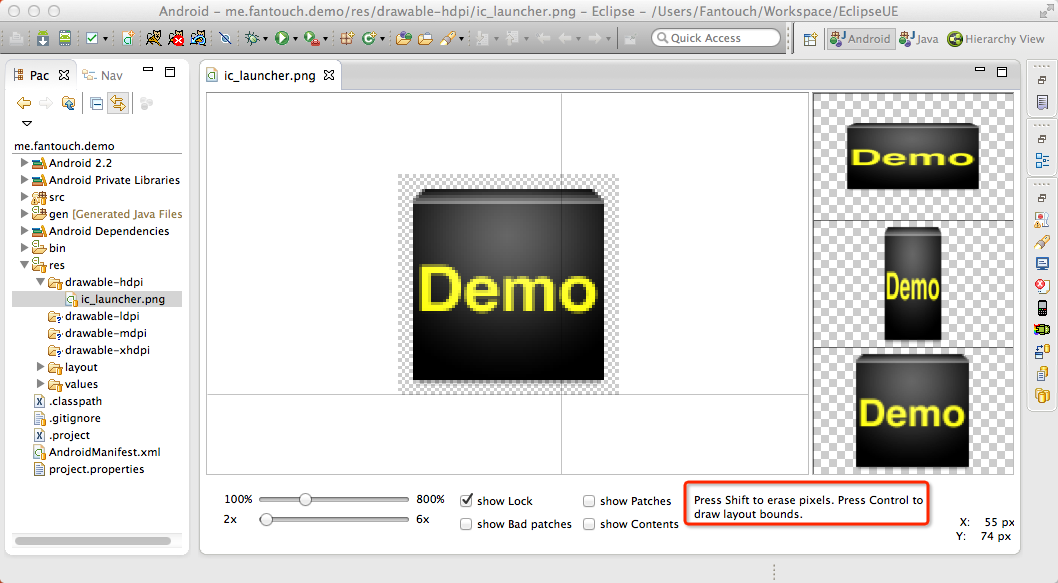 Android - me.fantouch.demo/res/drawable-hdpi/ic_launcher.png - Eclipse - /Users/Fantouch/Workspace/EclipseUE
Quick Access
Android
Java
Hierarchy View
Pac
Nav
ic_launcher.png
me.fantouch.demo
Android 2.2
Android Private Libraries
src
gen [Generated Java Files
Android Dependencies
bin
res
drawable-hdpi
ic_launcher.png
drawable-ldpi
drawable-mdpi
drawable-xhdpi
layout
values
.classpath
.gitignore
.project
AndroidManifest.xml
project.properties
Demo
Demo
Demo
Demo
100% 800%
2x 6x
show Lock
show Patches
show Bad patches
show Contents
Press Shift to erase pixels. Press Control to
draw layout bounds.
X: 55 px
Y: 74 px